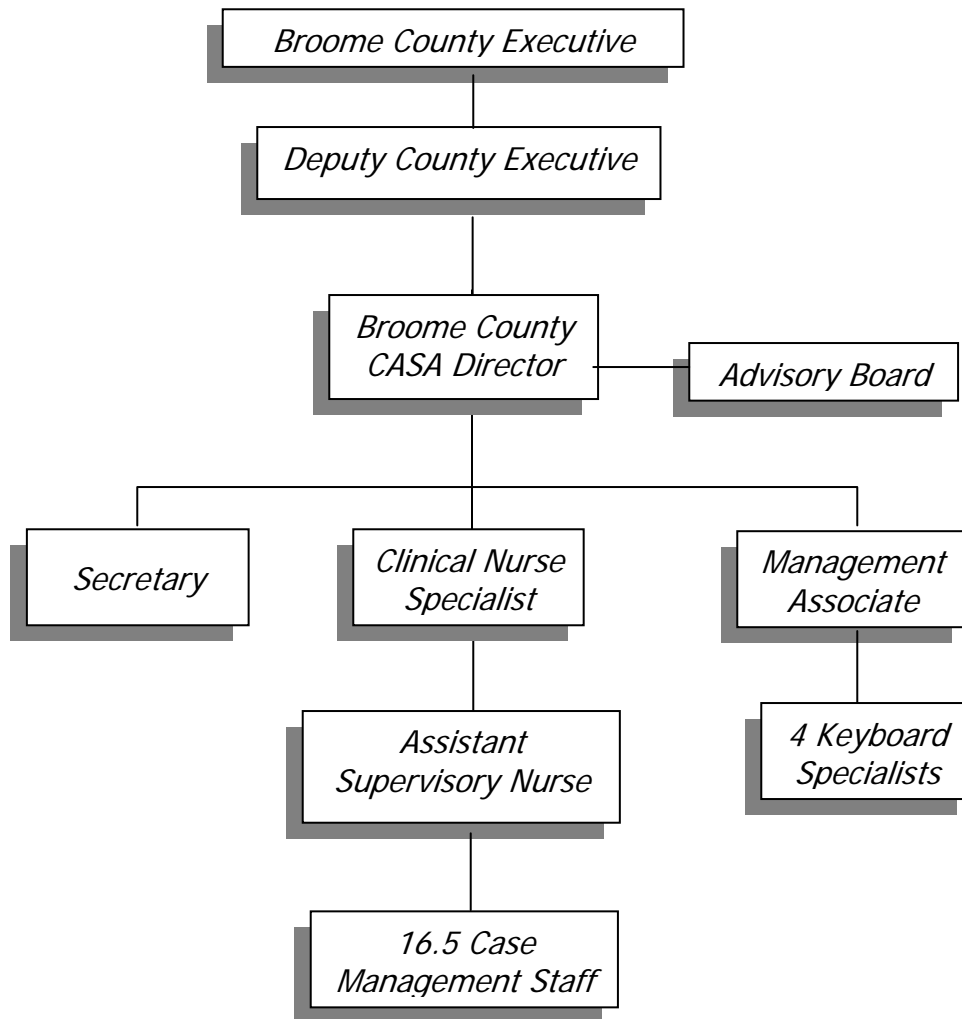 Broome County Executive
Deputy County Executive
Broome County
CASA Director
Advisory Board
Secretary
Clinical Nurse
Specialist
Management
Associate
Assistant
Supervisory Nurse
4 Keyboard
Specialists
16.5 Case
Management Staff